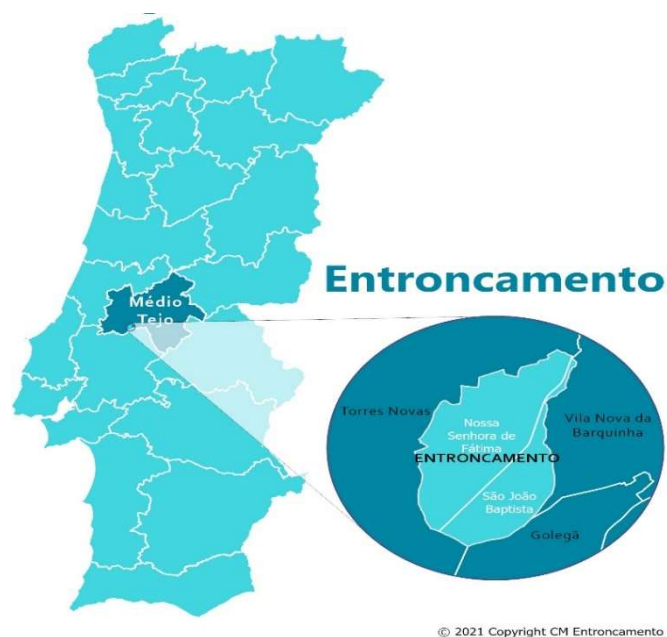 Entroncamento
Médio
Tejo
Torres Novas
Nossa
Senhora de
Fátima
Vila Nova da
Barquinha
ENTRONCAMENTO
São João
Baptista
Golegã
© 2021 Copyright CM Entroncamento